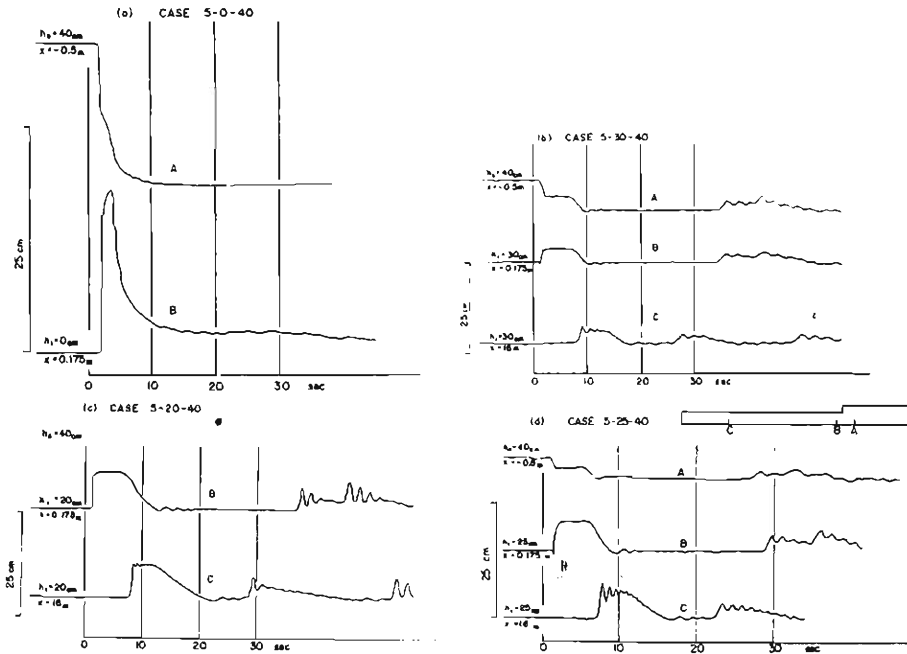 (a) CASE 5-0-40
h₀=40cm
x=-0.5m
A
25 cm
B
h₁=0cm
x=0.175m
0 10 20 30 sec
(b) CASE 5-30-40
h₀=40cm
x=-0.5m
A
h₁=30cm
x=0.175m
B
25 cm
C
h₁=30cm
x=16m
0 10 20 30 sec
(c) CASE 5-20-40
h₀=40cm
h₁=20cm
x=0.175m
B
25 cm
C
h₁=20cm
x=16m
0 10 20 30 sec
(d) CASE 5-25-40
C B A
h₀=40cm
x=-0.5m
A
h₁=25cm
x=0.175m
B
25 cm
C
h₁=25cm
x=16m
0 10 20 30 sec